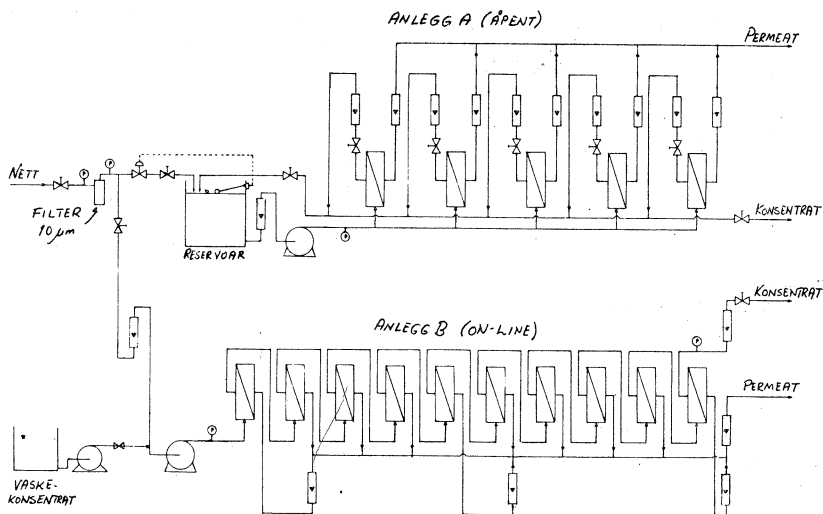 ANLEGG A (ÅPENT)
PERMEAT
NETT
P
P
FILTER
10 μm
RESERVOAR
P
KONSENTRAT
ANLEGG B (ON-LINE)
P
KONSENTRAT
PERMEAT
P
VASKE-
KONSENTRAT